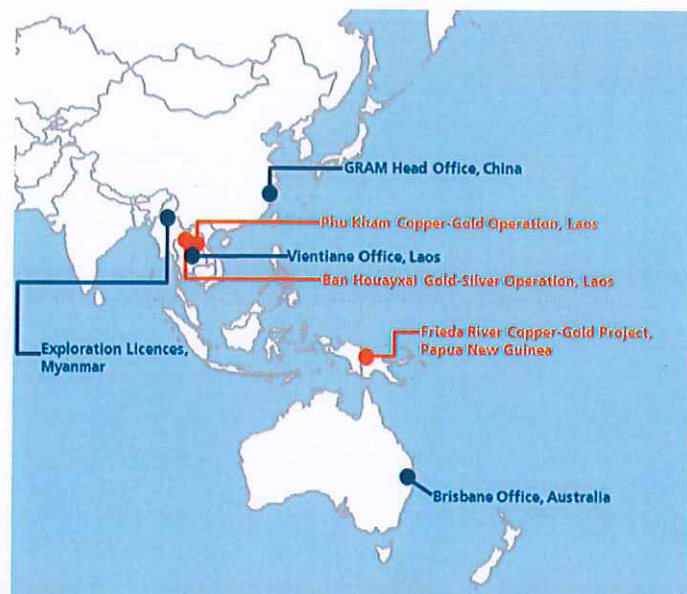 GRAM Head Office, China
Phu Kham Copper-Gold Operation, Laos
Vientiane Office, Laos
Ban Houayxai Gold-Silver Operation, Laos
Frieda River Copper-Gold Project,
Papua New Guinea
Exploration Licences,
Myanmar
Brisbane Office, Australia